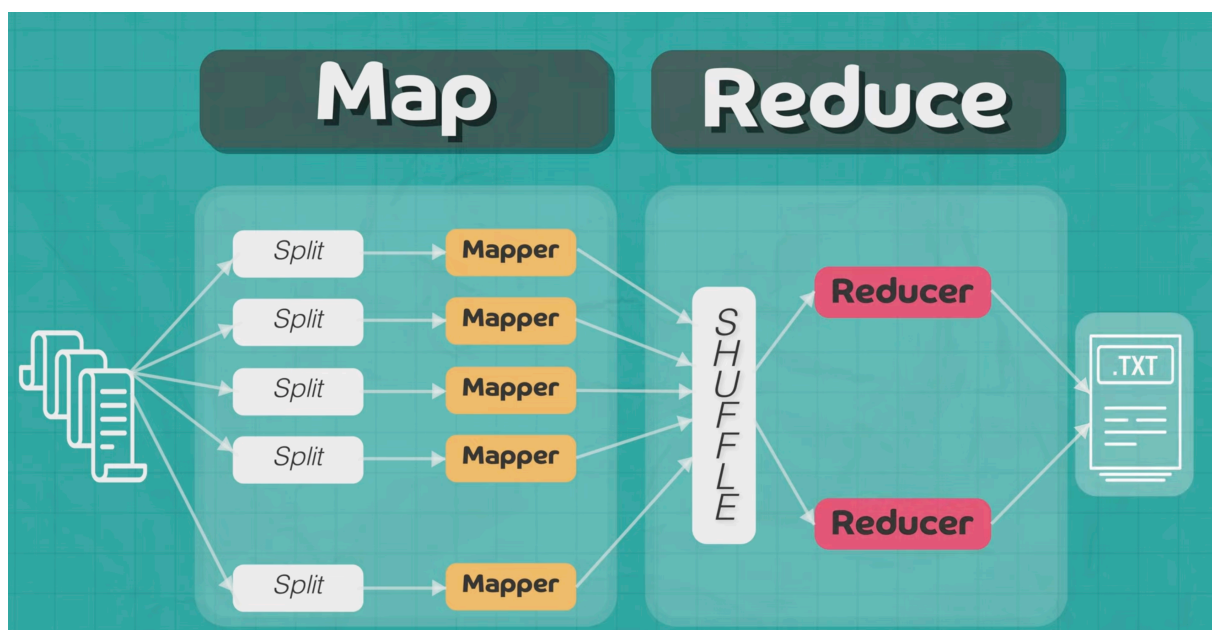 Map
Reduce
Split
Mapper
Split
Mapper
Split
Mapper
Split
Mapper
Split
Mapper
SHUFFLE
Reducer
Reducer
.TXT